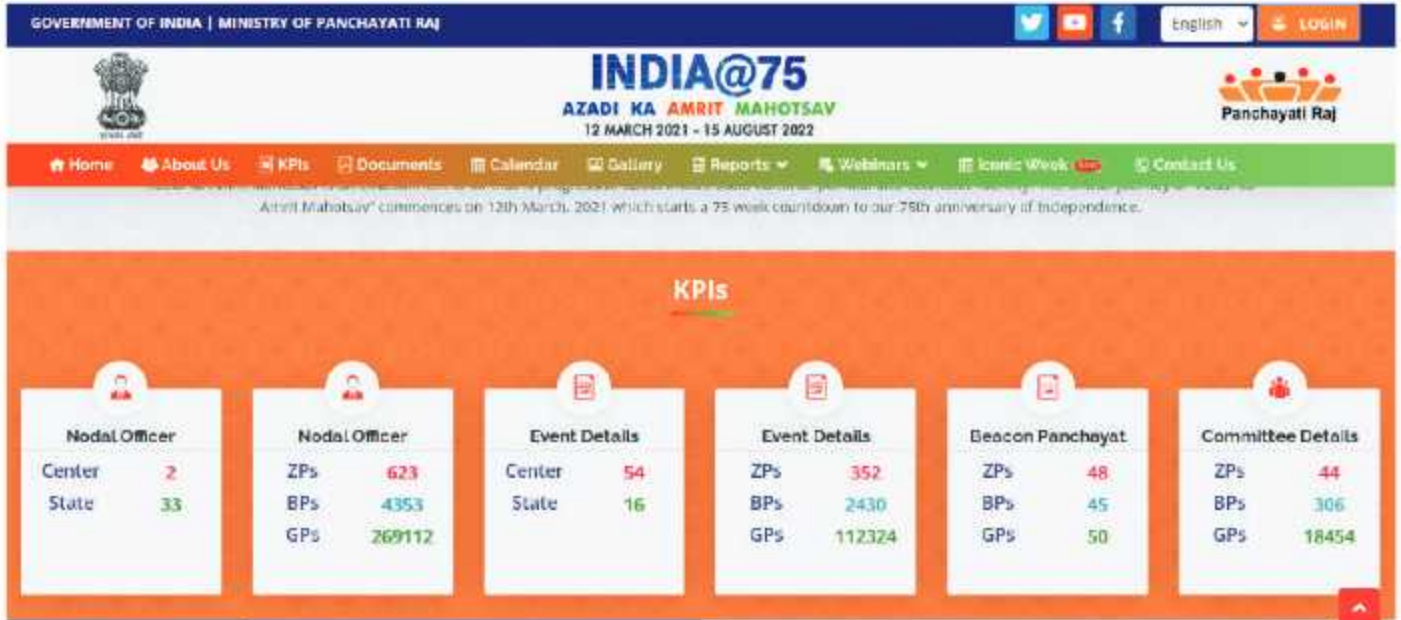 GOVERNMENT OF INDIA | MINISTRY OF PANCHAYATI RAJ
English
LOGIN
INDIA@75
AZADI KA AMRIT MAHOTSAV
12 MARCH 2021 - 15 AUGUST 2022
Panchayati Raj
Home About Us KPIs Documents Calendar Gallery Reports Webinars Iconic Week Contact Us
Amrit Mahotsav" commences on 12th March, 2021 which starts a 75 week countdown to our 75th anniversary of Independence.
KPIs
Nodal Officer
Center 2
State 33
Nodal Officer
ZPs 623
BPs 4353
GPs 269112
Event Details
Center 54
State 16
Event Details
ZPs 352
BPs 2430
GPs 112324
Beacon Panchayat
ZPs 48
BPs 45
GPs 50
Committee Details
ZPs 44
BPs 306
GPs 18454